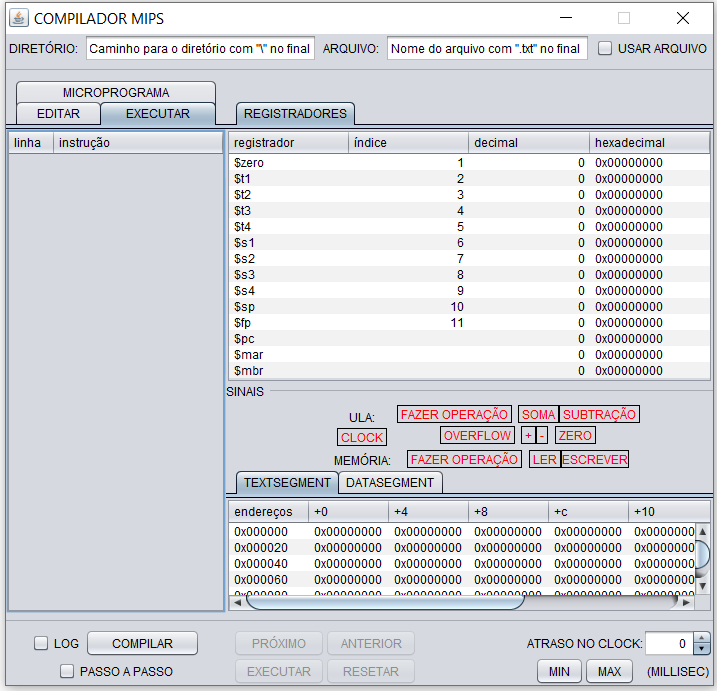 COMPILADOR MIPS
DIRETÓRIO: Caminho para o diretório com "\" no final ARQUIVO: Nome do arquivo com ".txt" no final USAR ARQUIVO
MICROPROGRAMA
EDITAR EXECUTAR REGISTRADORES
linha instrução
registrador índice decimal hexadecimal
$zero 1 0 0x00000000
$t1 2 0 0x00000000
$t2 3 0 0x00000000
$t3 4 0 0x00000000
$t4 5 0 0x00000000
$s1 6 0 0x00000000
$s2 7 0 0x00000000
$s3 8 0 0x00000000
$s4 9 0 0x00000000
$sp 10 0 0x00000000
$fp 11 0 0x00000000
$pc 0 0x00000000
$mar 0 0x00000000
$mbr 0 0x00000000
SINAIS
ULA: FAZER OPERAÇÃO SOMA SUBTRAÇÃO
CLOCK OVERFLOW + - ZERO
MEMÓRIA: FAZER OPERAÇÃO LER ESCREVER
TEXTSEGMENT DATASEGMENT
endereços +0 +4 +8 +c +10
0x000000 0x00000000 0x00000000 0x00000000 0x00000000 0x0000000
0x000020 0x00000000 0x00000000 0x00000000 0x00000000 0x0000000
0x000040 0x00000000 0x00000000 0x00000000 0x00000000 0x0000000
0x000060 0x00000000 0x00000000 0x00000000 0x00000000 0x0000000
LOG COMPILAR PRÓXIMO ANTERIOR ATRASO NO CLOCK: 0
PASSO A PASSO EXECUTAR RESETAR MIN MAX (MILLISEC)